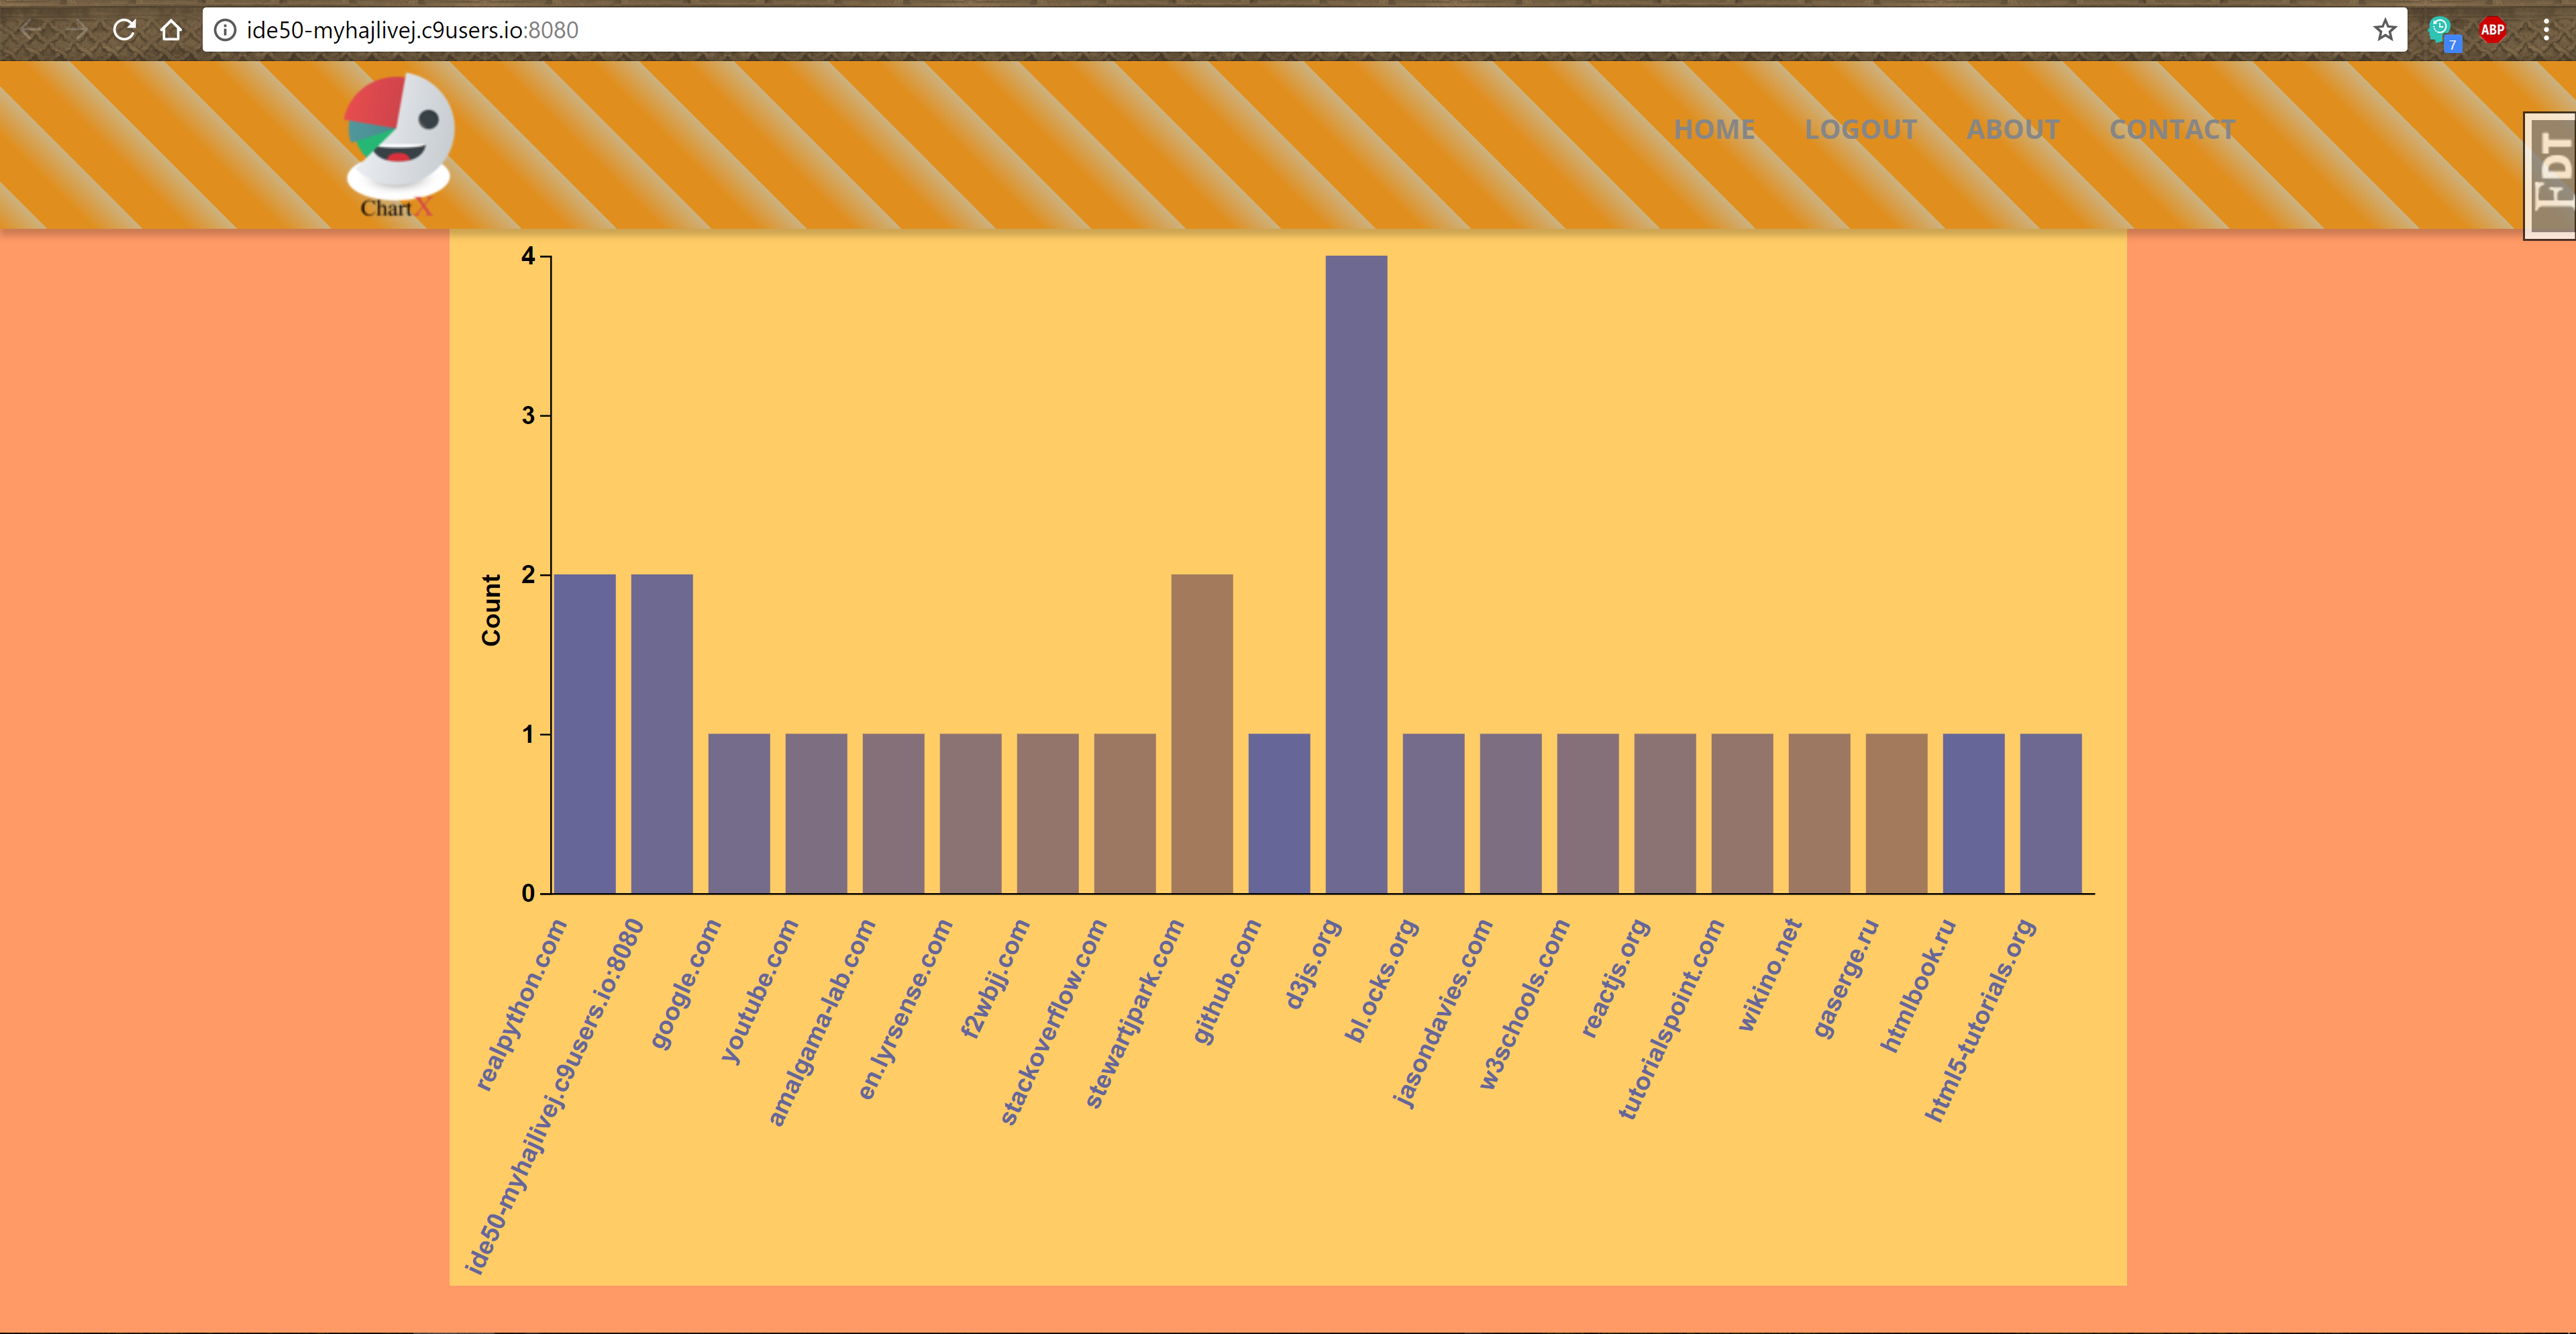 ide50-myhajlivej.c9users.io:8080
7
ABP
ChartX
HOME LOGOUT ABOUT CONTACT
EDT
4
3
2
1
0
Count
realpython.com
ide50-myhajlivej.c9users.io:8080
google.com
youtube.com
amalgama-lab.com
en.lyrsense.com
f2wbjj.com
stackoverflow.com
stewartjpark.com
github.com
d3js.org
bl.ocks.org
jasondavies.com
w3schools.com
reactjs.org
tutorialspoint.com
wikino.net
gaserge.ru
htmlbook.ru
html5-tutorials.org